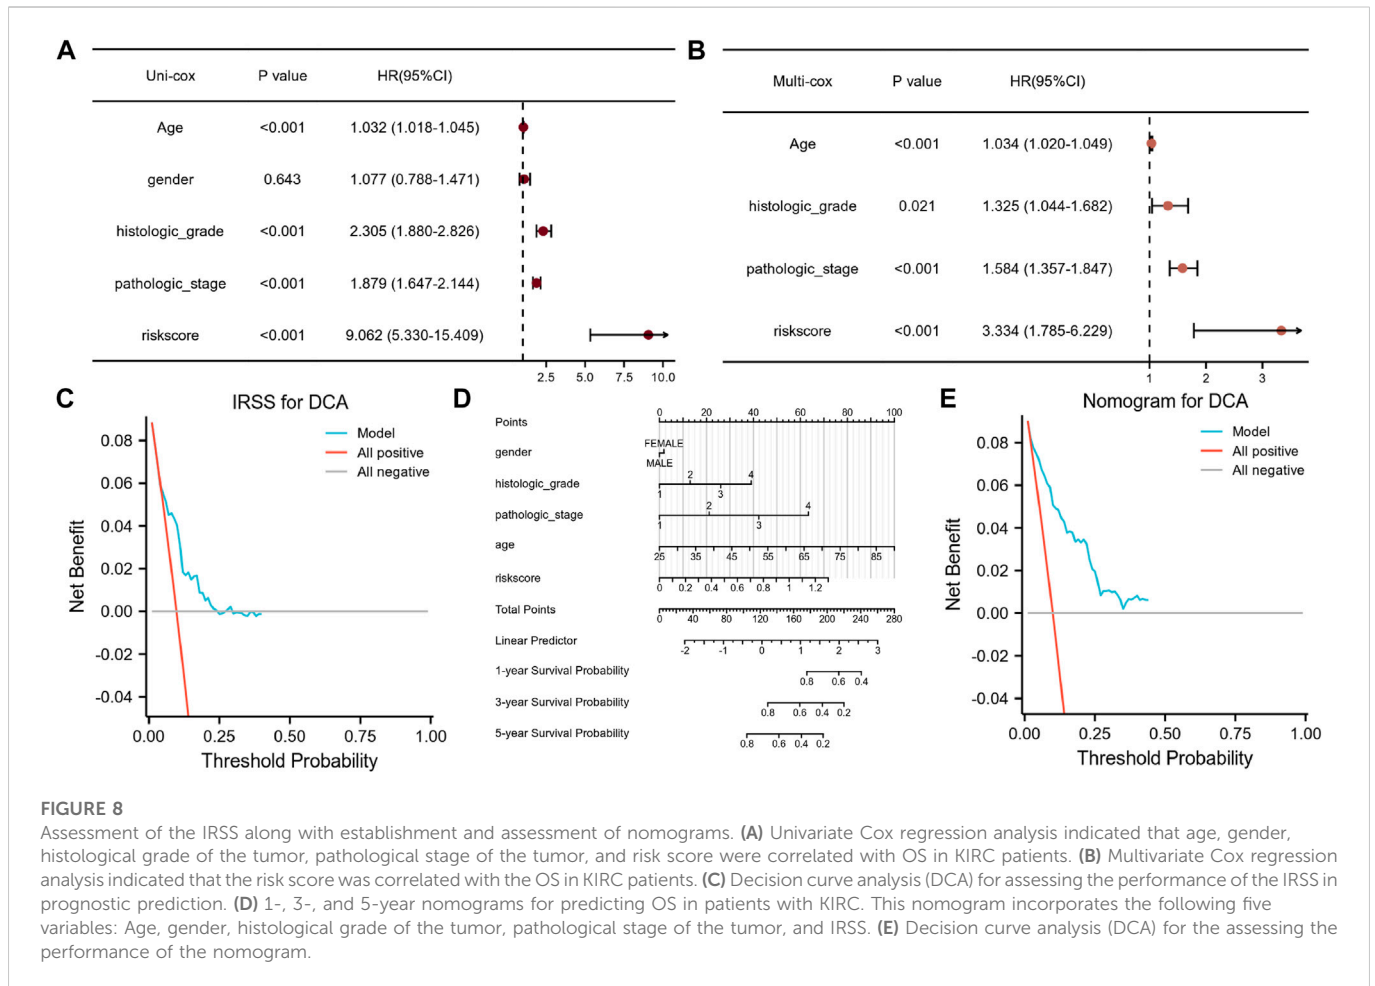 A
Uni-cox P value HR(95%CI)
Age <0.001 1.032 (1.018-1.045)
gender 0.643 1.077 (0.788-1.471)
histologic_grade <0.001 2.305 (1.880-2.826)
pathologic_stage <0.001 1.879 (1.647-2.144)
riskscore <0.001 9.062 (5.330-15.409)
2.5 5.0 7.5 10.0
B
Multi-cox P value HR(95%CI)
Age <0.001 1.034 (1.020-1.049)
histologic_grade 0.021 1.325 (1.044-1.682)
pathologic_stage <0.001 1.584 (1.357-1.847)
riskscore <0.001 3.334 (1.785-6.229)
1 2 3
C
IRSS for DCA
Model
All positive
All negative
Net Benefit
0.08
0.06
0.04
0.02
0.00
-0.02
-0.04
0.00 0.25 0.50 0.75 1.00
Threshold Probability
D
Points 0 20 40 60 80 100
gender FEMALE
MALE
histologic_grade 2 4
1 3
pathologic_stage 2 4
1 3
age 25 35 45 55 65 75 85
riskscore 0 0.2 0.4 0.6 0.8 1 1.2
Total Points 0 40 80 120 160 200 240 280
Linear Predictor -2 -1 0 1 2 3
1-year Survival Probability 0.8 0.6 0.4
3-year Survival Probability 0.8 0.6 0.4 0.2
5-year Survival Probability 0.8 0.6 0.4 0.2
E
Nomogram for DCA
Model
All positive
All negative
Net Benefit
0.08
0.06
0.04
0.02
0.00
-0.02
-0.04
0.00 0.25 0.50 0.75 1.00
Threshold Probability
FIGURE 8
Assessment of the IRSS along with establishment and assessment of nomograms. (A) Univariate Cox regression analysis indicated that age, gender,
histological grade of the tumor, pathological stage of the tumor, and risk score were correlated with OS in KIRC patients. (B) Multivariate Cox regression
analysis indicated that the risk score was correlated with the OS in KIRC patients. (C) Decision curve analysis (DCA) for assessing the performance of the IRSS in
prognostic prediction. (D) 1-, 3-, and 5-year nomograms for predicting OS in patients with KIRC. This nomogram incorporates the following five
variables: Age, gender, histological grade of the tumor, pathological stage of the tumor, and IRSS. (E) Decision curve analysis (DCA) for the assessing the
performance of the nomogram.